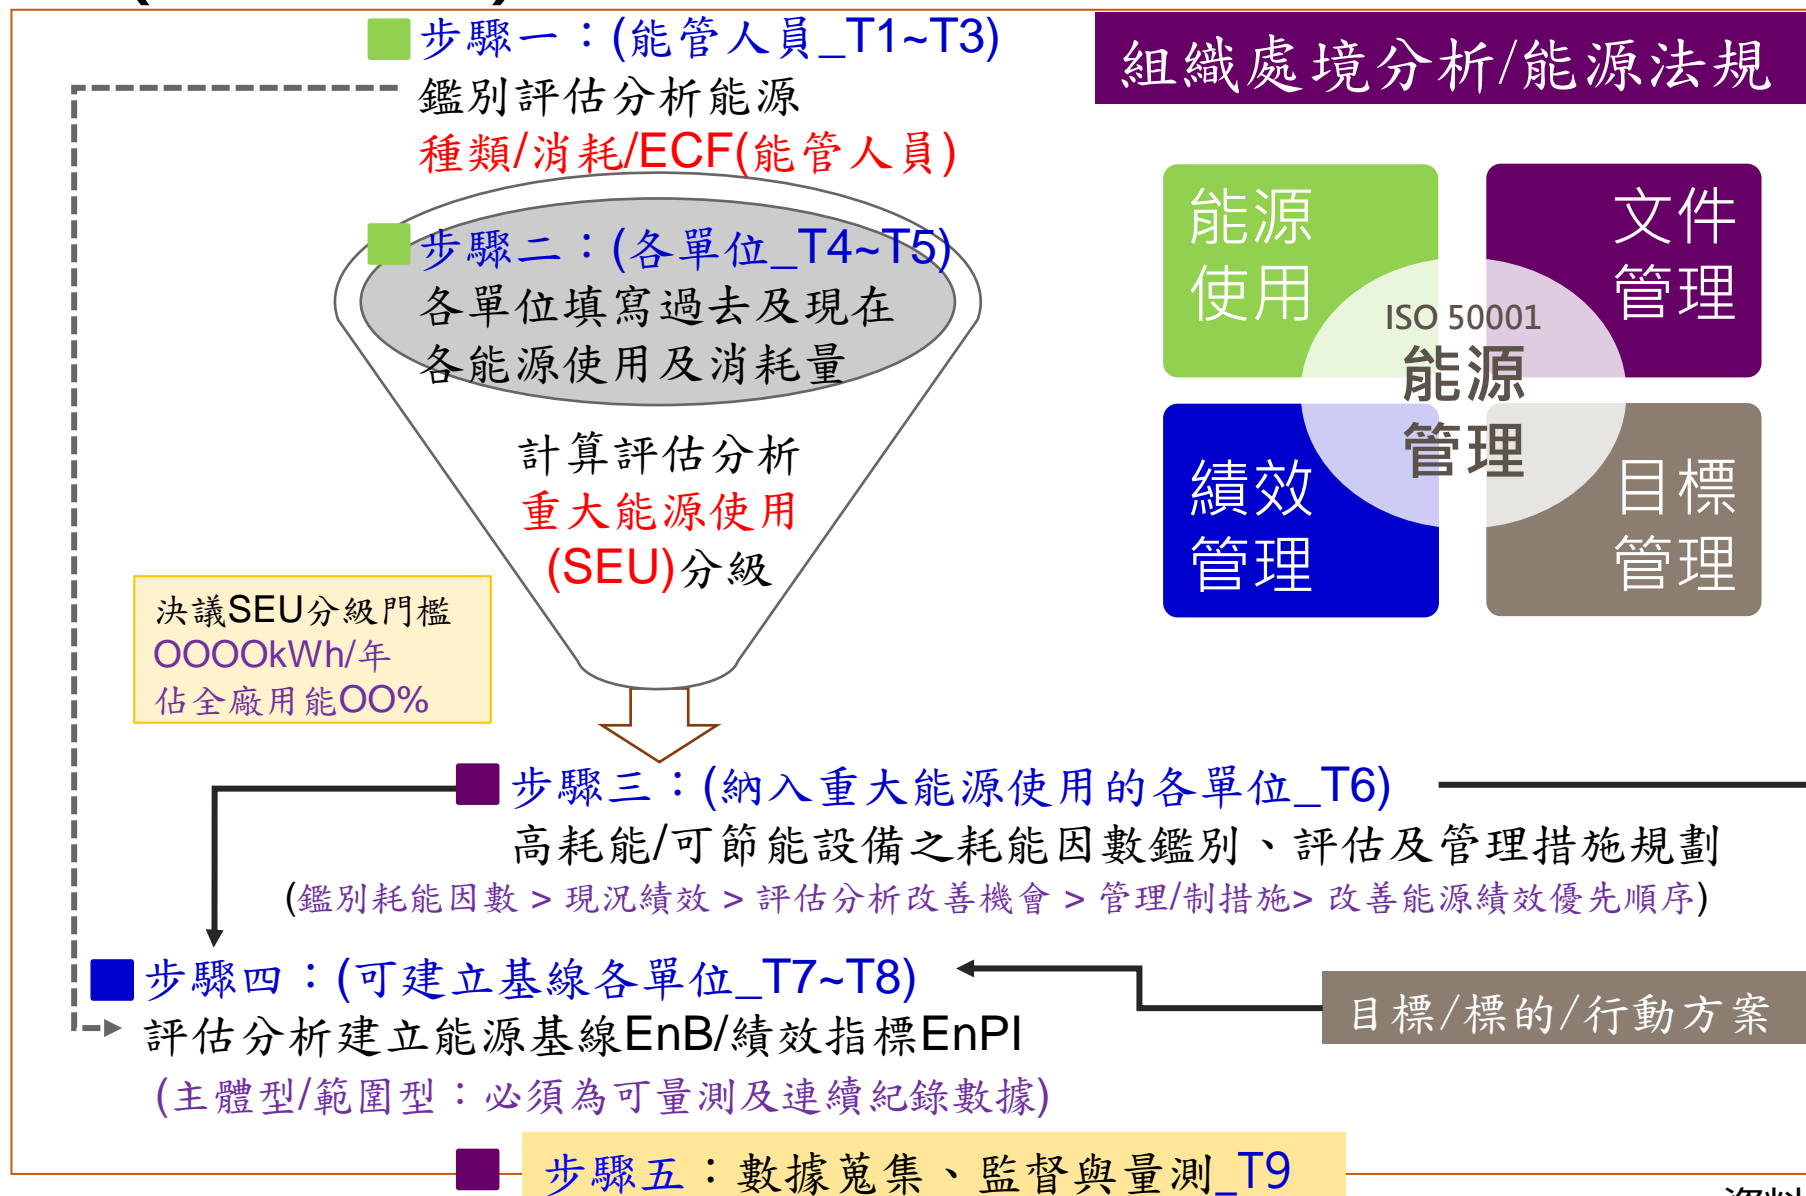 步驟一：(能管人員_T1~T3)
鑑別評估分析能源
種類/消耗/ECF(能管人員)
步驟二：(各單位_T4~T5)
各單位填寫過去及現在
各能源使用及消耗量
計算評估分析
重大能源使用
(SEU)分級
決議SEU分級門檻
OOOOkWh/年
佔全廠用能OO%
組織處境分析/能源法規
能源
使用
文件
管理
ISO 50001
能源
管理
績效
管理
目標
管理
步驟三：(納入重大能源使用的各單位_T6)
高耗能/可節能設備之耗能因數鑑別、評估及管理措施規劃
(鑑別耗能因數 > 現況績效 > 評估分析改善機會 > 管理/制措施> 改善能源績效優先順序)
步驟四：(可建立基線各單位_T7~T8)
評估分析建立能源基線EnB/績效指標EnPI
(主體型/範圍型：必須為可量測及連續紀錄數據)
目標/標的/行動方案
步驟五：數據蒐集、監督與量測_T9